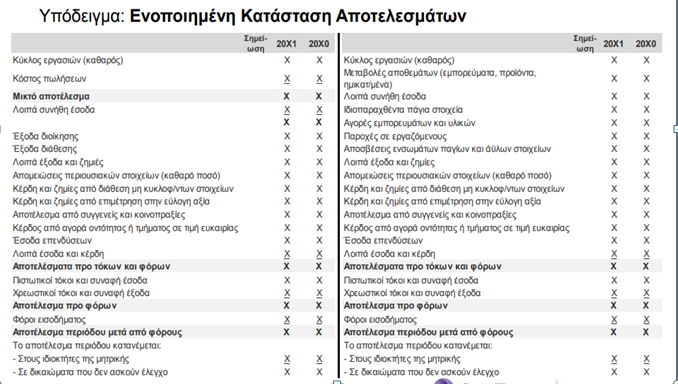 Υπόδειγμα: Ενοποιημένη Κατάσταση Αποτελεσμάτων
Σημεί-
ωση 20X1 20X0
Κύκλος εργασιών (καθαρός) X X
Κόστος πωλήσεων X X
Μικτό αποτέλεσμα X X
Λοιπά συνήθη έσοδα X X
X X
Έξοδα διοίκησης X X
Έξοδα διάθεσης X X
Λοιπά έξοδα και ζημιές X X
Απομειώσεις περιουσιακών στοιχείων (καθαρό ποσό) X X
Κέρδη και ζημίες από διάθεση μη κυκλοφ/ντων στοιχείων X X
Κέρδη και ζημίες από επιμέτρηση στην εύλογη αξία X X
Αποτέλεσμα από συγγενείς και κοινοπραξίες X X
Κέρδος από αγορά οντότητας ή τμήματος σε τιμή ευκαιρίας X X
Έσοδα επενδύσεων X X
Λοιπά έσοδα και κέρδη X X
Αποτελέσματα προ τόκων και φόρων X X
Πιστωτικοί τόκοι και συναφή έσοδα X X
Χρεωστικοί τόκοι και συναφή έξοδα X X
Αποτέλεσμα προ φόρων X X
Φόροι εισοδήματος X X
Αποτέλεσμα περιόδου μετά από φόρους X X
Το αποτέλεσμα περιόδου κατανέμεται:
- Στους ιδιοκτήτες της μητρικής X X
- Σε δικαιώματα που δεν ασκούν έλεγχο X X
Σημεί-
ωση 20X1 20X0
Κύκλος εργασιών (καθαρός) X X
Μεταβολές αποθεμάτων (εμπορεύματα, προϊόντα,
ημικατ/μένα) X X
Λοιπά συνήθη έσοδα X X
Ιδιοπαραχθέντα πάγια στοιχεία X X
Αγορές εμπορευμάτων και υλικών X X
Παροχές σε εργαζόμενους X X
Αποσβέσεις ενσωμάτων παγίων και άϋλων στοιχείων X X
Λοιπά έξοδα και ζημίες X X
Απομειώσεις περιουσιακών στοιχείων (καθαρό ποσό) X X
Κέρδη και ζημίες από διάθεση μη κυκλοφ/ντων στοιχείων X X
Κέρδη και ζημίες από επιμέτρηση στην εύλογη αξία X X
Αποτέλεσμα από συγγενείς και κοινοπραξίες X X
Κέρδος από αγορά οντότητας ή τμήματος σε τιμή ευκαιρίας X X
Έσοδα επενδύσεων X X
Λοιπά έσοδα και κέρδη X X
Αποτελέσματα προ τόκων και φόρων X X
Πιστωτικοί τόκοι και συναφή έσοδα X X
Χρεωστικοί τόκοι και συναφή έξοδα X X
Αποτέλεσμα προ φόρων X X
Φόροι εισοδήματος X X
Αποτέλεσμα περιόδου μετά από φόρους X X
Το αποτέλεσμα περιόδου κατανέμεται:
- Στους ιδιοκτήτες της μητρικής X X
- Σε δικαιώματα που δεν ασκούν έλεγχο X X